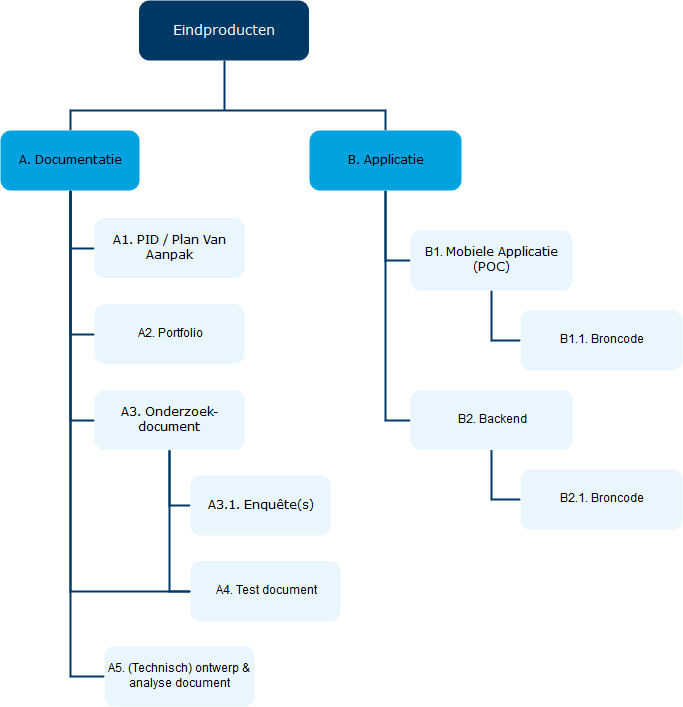 Eindproducten
A. Documentatie
B. Applicatie
A1. PID / Plan Van
Aanpak
B1. Mobiele Applicatie
(POC)
A2. Portfolio
B1.1. Broncode
A3. Onderzoek-
document
B2. Backend
A3.1. Enquête(s)
B2.1. Broncode
A4. Test document
A5. (Technisch) ontwerp &
analyse document